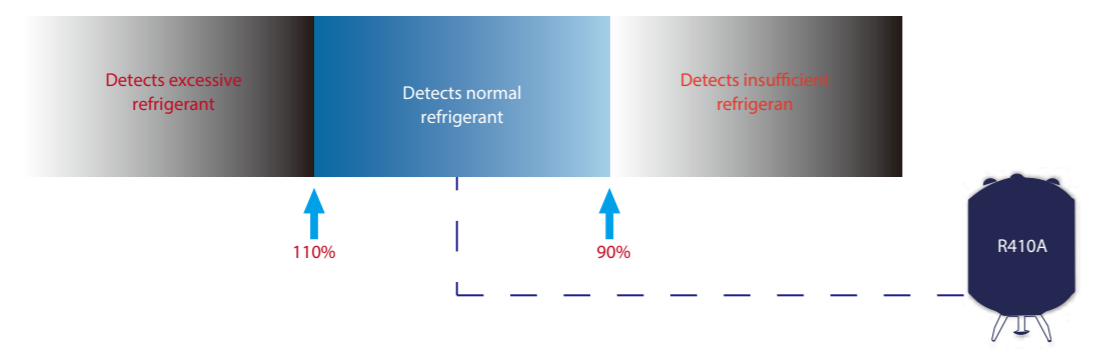 Detects excessive
refrigerant
Detects normal
refrigerant
Detects insufficient
refrigeran
110%
90%
R410A